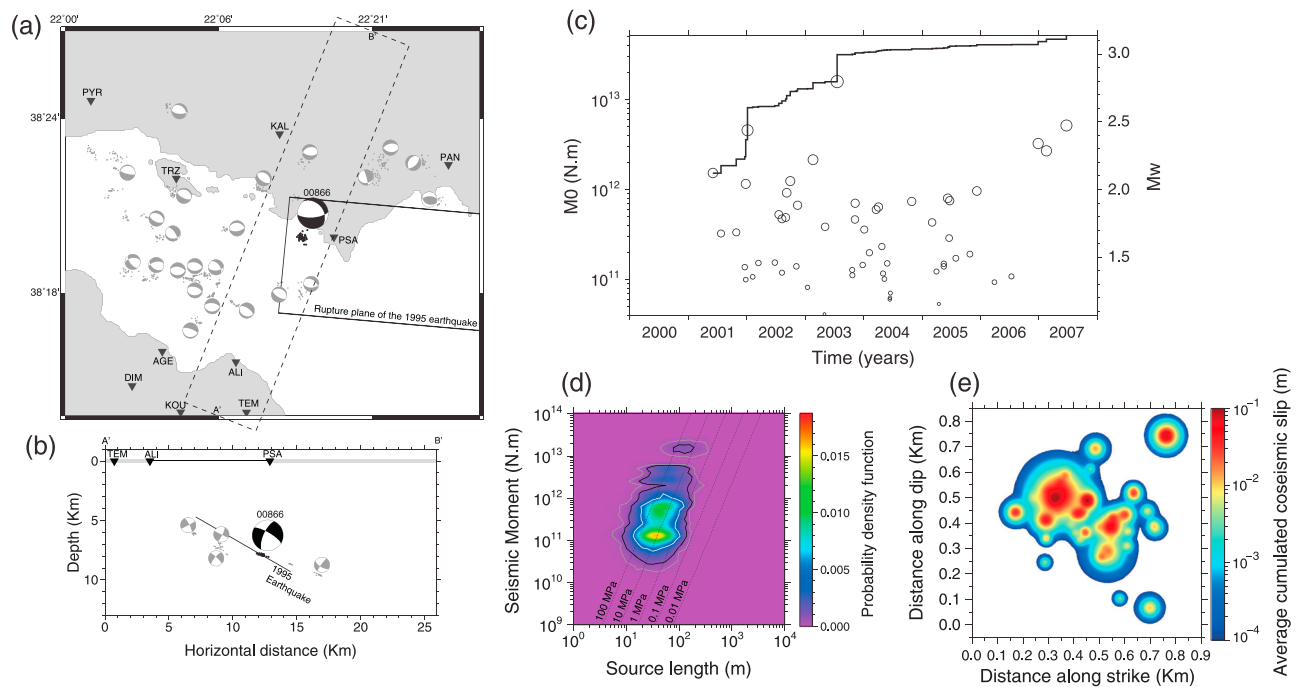 (a)
22˚00'
22˚06'
22˚21'
B'
PYR
38˚24'
KAL
TRZ
PAN
00866
PSA
38˚18'
Rupture plane of the 1995 earthquake
AGE
DIM
ALI
KOU
A'
TEM
(b)
A'
B'
TEM
ALI
PSA
0
5
10
Depth (Km)
00866
1995
Earthquake
0
5
10
15
20
25
Horizontal distance (Km)
(c)
10^13
10^12
10^11
M0 (N.m)
3.0
2.5
2.0
1.5
Mw
2000
2001
2002
2003
2004
2005
2006
2007
Time (years)
(d)
10^14
10^13
10^12
10^11
10^10
10^9
Seismic Moment (N.m)
100 MPa
10 MPa
1 MPa
0.1 MPa
0.01 MPa
10^0
10^1
10^2
10^3
10^4
Source length (m)
0.015
0.010
0.005
0.000
Probability density function
(e)
0.8
0.7
0.6
0.5
0.4
0.3
0.2
0.1
0.0
Distance along dip (Km)
0.0 0.1 0.2 0.3 0.4 0.5 0.6 0.7 0.8 0.9
Distance along strike (Km)
10^-1
10^-2
10^-3
10^-4
Average cumulated coseismic slip (m)